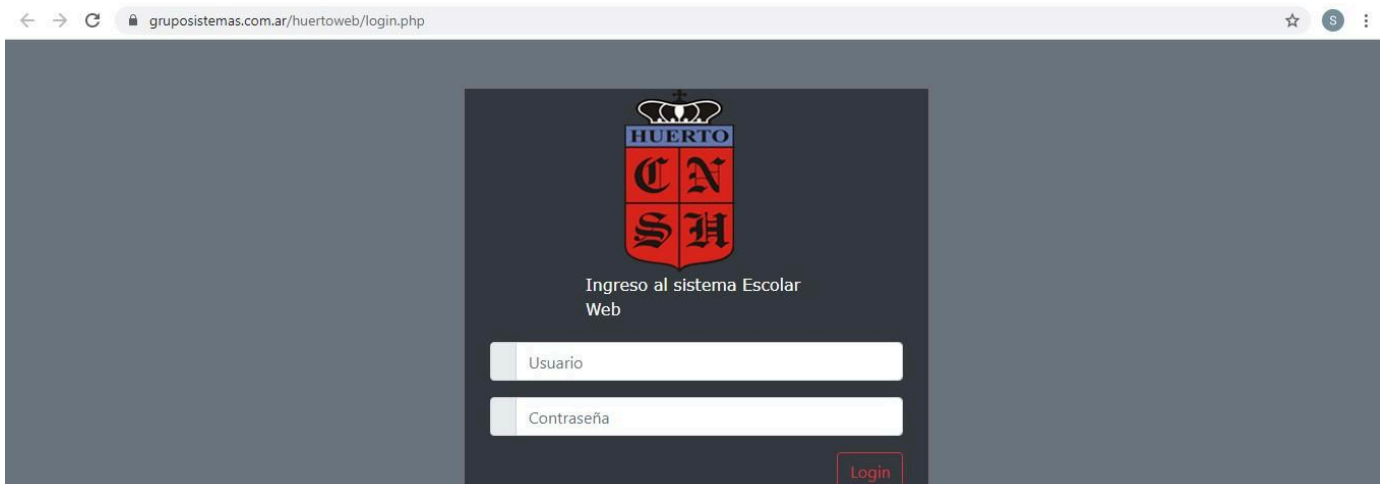 gruposistemas.com.ar/huertoweb/login.php
S
HUERTO
C N
S H
Ingreso al sistema Escolar
Web
Usuario
Contraseña
Login